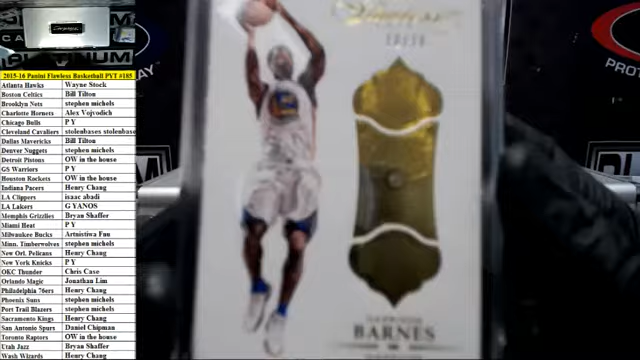 2015-16 Panini Flawless Basketball PYT #185
Atlanta Hawks Wayne Stock
Boston Celtics Bill Tilton
Brooklyn Nets stephen michels
Charlotte Hornets Alex Vojvodich
Chicago Bulls P Y
Cleveland Cavaliers stolenbases stolenbase
Dallas Mavericks Bill Tilton
Denver Nuggets stephen michels
Detroit Pistons OW in the house
GS Warriors P Y
Houston Rockets OW in the house
Indiana Pacers Henry Chang
LA Clippers isaac abadi
LA Lakers G YANOS
Memphis Grizzlies Bryan Shaffer
Miami Heat P Y
Milwaukee Bucks Artnistiwa Fun
Minn. Timberwolves stephen michels
New Orl. Pelicans Henry Chang
New York Knicks P Y
OKC Thunder Chris Case
Orlando Magic Jonathan Lim
Philadelphia 76ers Henry Chang
Phoenix Suns stephen michels
Port Trail Blazers stephen michels
Sacramento Kings Henry Chang
San Antonio Spurs Daniel Chipman
Toronto Raptors OW in the house
Utah Jazz Bryan Shaffer
Wash Wizards Henry Chang
BARNES